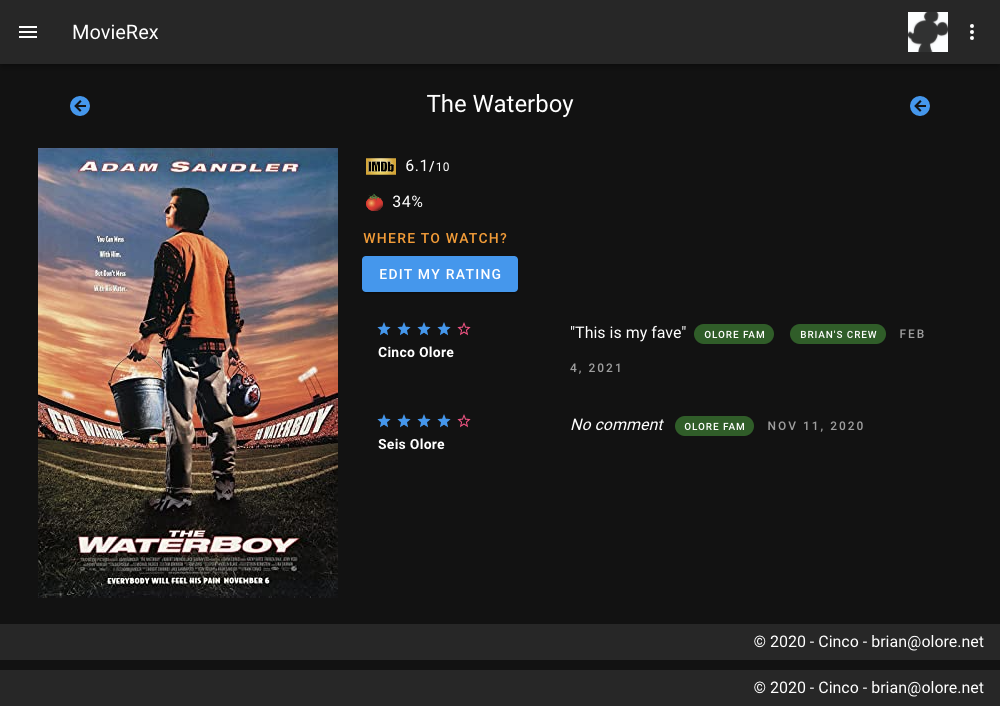 MovieRex
The Waterboy
ADAM SANDLER
You Can Mess
With Him.
But Don't Mess
With His Water.
GO WATERBOY
GO WATERBOY
THE
WATERBOY
EVERYBODY WILL FEEL HIS PAIN NOVEMBER 6
IMDb 6.1/10
34%
WHERE TO WATCH?
EDIT MY RATING
Cinco Olore
"This is my fave" OLORE FAM BRIAN'S CREW FEB
4, 2021
Seis Olore
No comment OLORE FAM NOV 11, 2020
© 2020 - Cinco - brian@olore.net
© 2020 - Cinco - brian@olore.net